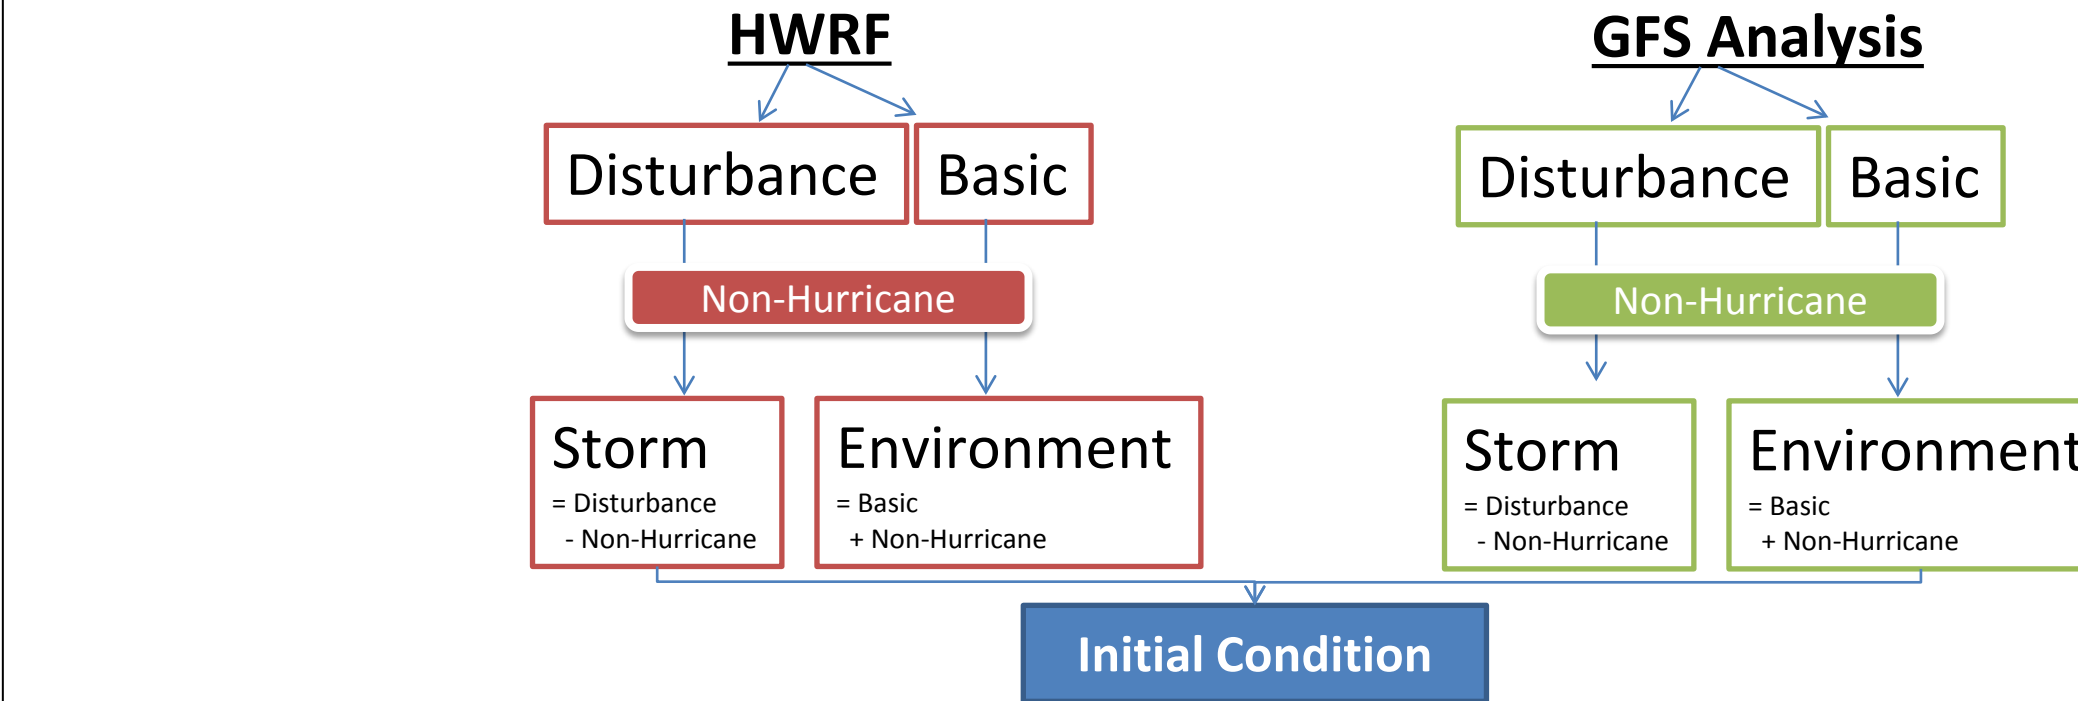 HWRF
Disturbance
Basic
Non-Hurricane
Storm
= Disturbance
- Non-Hurricane
Environment
= Basic
+ Non-Hurricane
GFS Analysis
Disturbance
Basic
Non-Hurricane
Storm
= Disturbance
- Non-Hurricane
Environment
= Basic
+ Non-Hurricane
Initial Condition